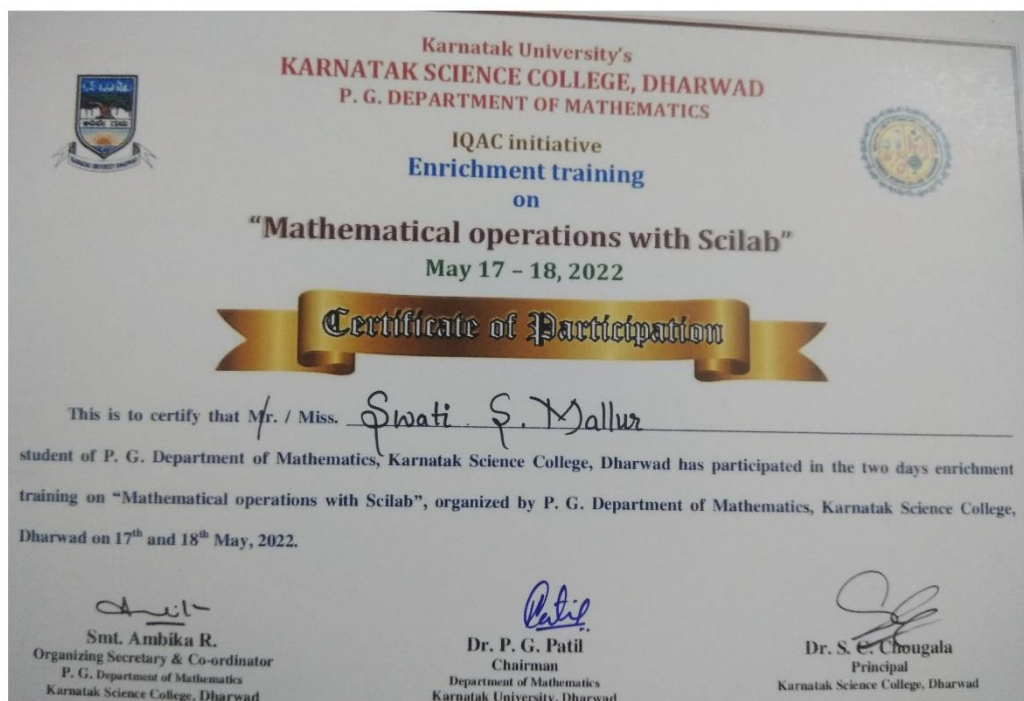 Karnatak University's
KARNATAK SCIENCE COLLEGE, DHARWAD
P. G. DEPARTMENT OF MATHEMATICS
IQAC initiative
Enrichment training
on
“Mathematical operations with Scilab”
May 17 – 18, 2022
Certificate of Participation
This is to certify that Mr. / Miss. Swati S. Mallur
student of P. G. Department of Mathematics, Karnatak Science College, Dharwad has participated in the two days enrichment
training on “Mathematical operations with Scilab”, organized by P. G. Department of Mathematics, Karnatak Science College,
Dharwad on 17th and 18th May, 2022.
Patil
Smt. Ambika R.
Organizing Secretary & Co-ordinator
P. G. Department of Mathematics
Karnatak Science College, Dharwad
Dr. P. G. Patil
Chairman
Department of Mathematics
Karnatak University, Dharwad
Dr. S. C. Chougala
Principal
Karnatak Science College, Dharwad